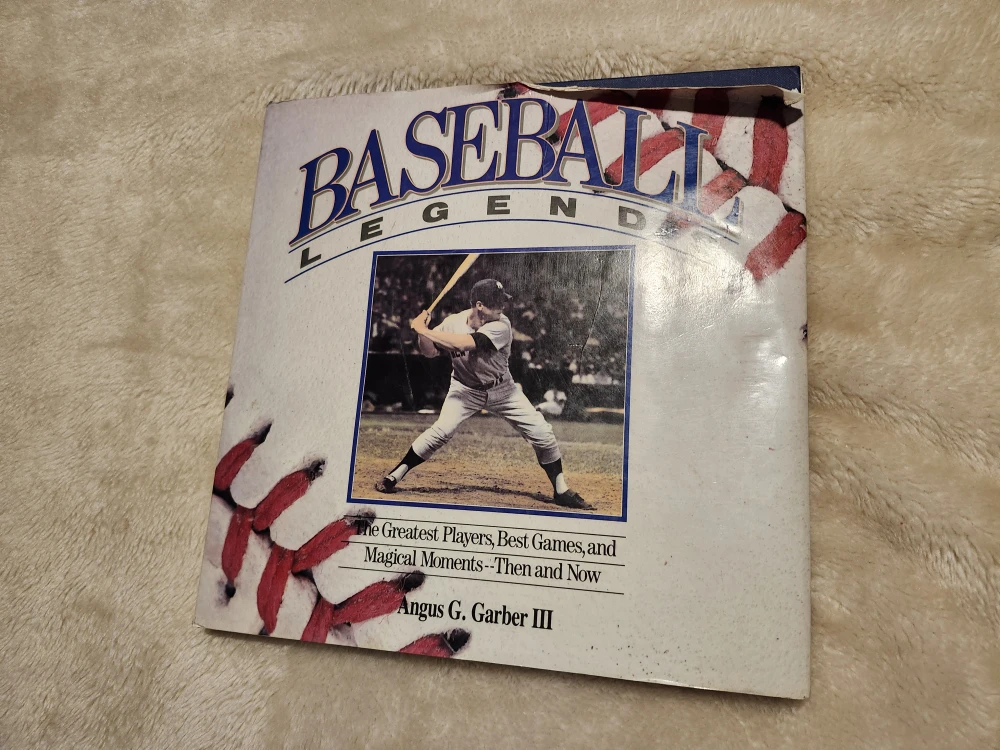 BASEBALL
LEGENDS
The Greatest Players, Best Games, and
Magical Moments--Then and Now
Angus G. Garber III